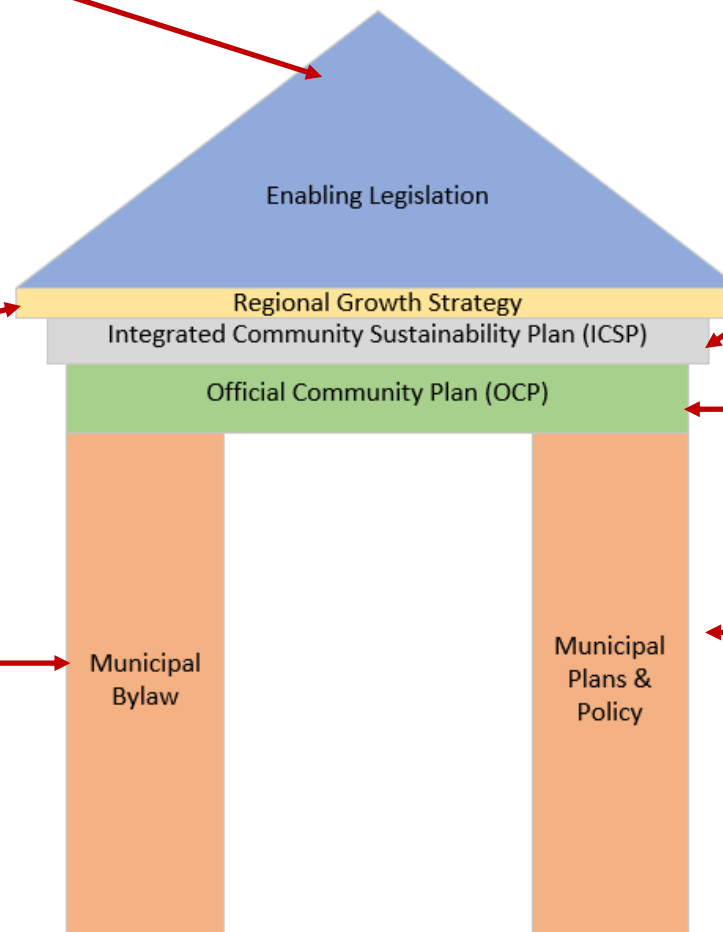 Enabling Legislation
Regional Growth Strategy
Integrated Community Sustainability Plan (ICSP)
Official Community Plan (OCP)
Municipal
Bylaw
Municipal
Plans &
Policy